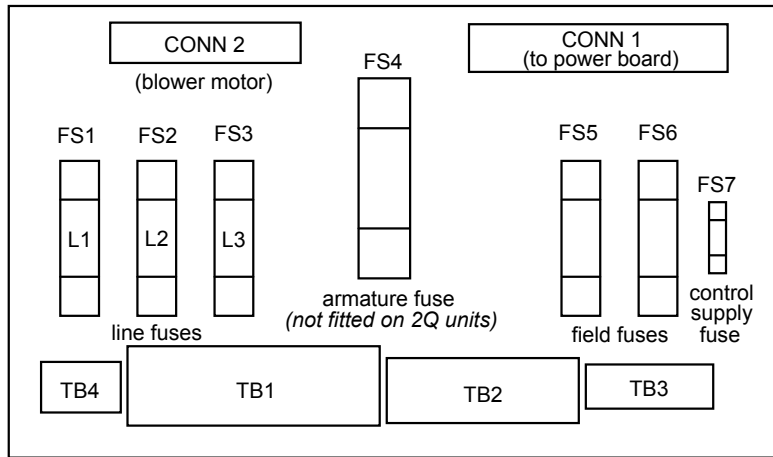 CONN 2
(blower motor)
CONN 1
(to power board)
FS4
FS1
FS2
FS3
FS5
FS6
FS7
L1
L2
L3
line fuses
armature fuse
(not fitted on 2Q units)
field fuses
control
supply
fuse
TB4
TB1
TB2
TB3